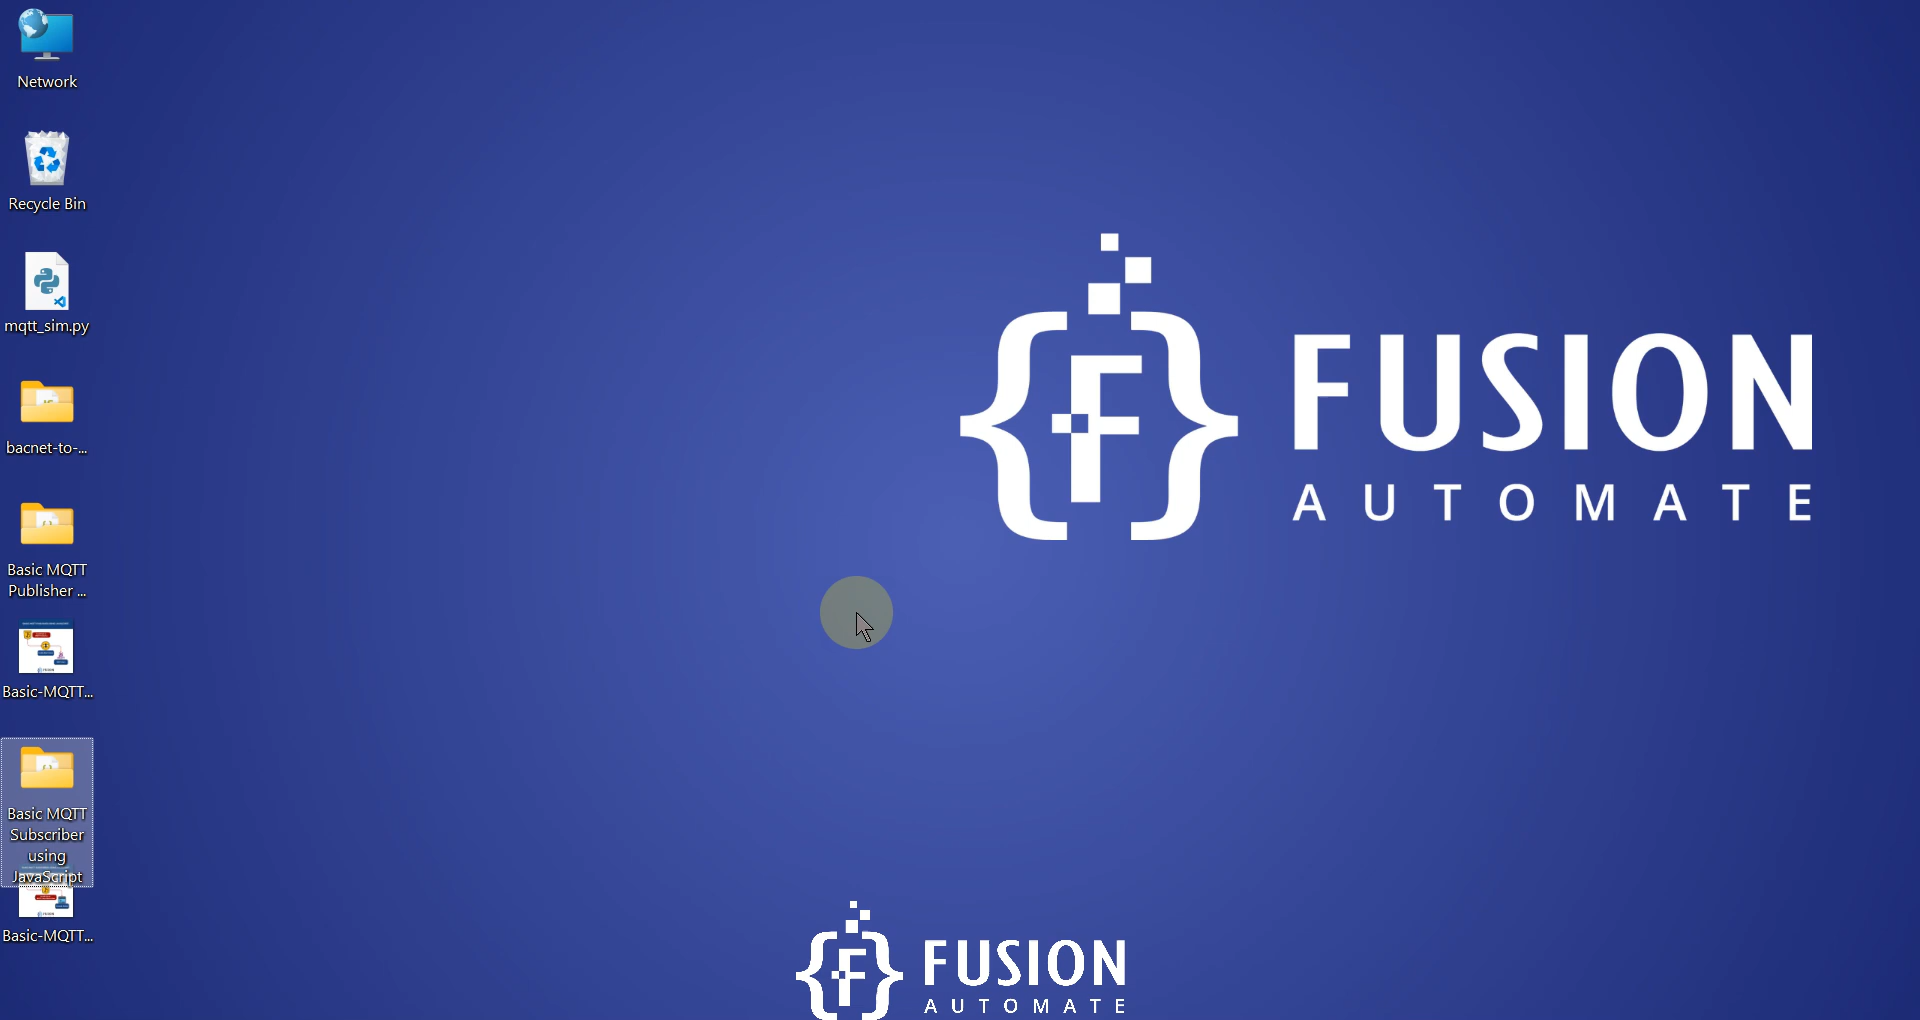 Network
Recycle Bin
mqtt_sim.py
bacnet-to-...
Basic MQTT
Publisher ...
Basic-MQTT...
Basic MQTT
Subscriber
using
JavaScript
Basic-MQTT...
FUSION
AUTOMATE
FUSION
AUTOMATE